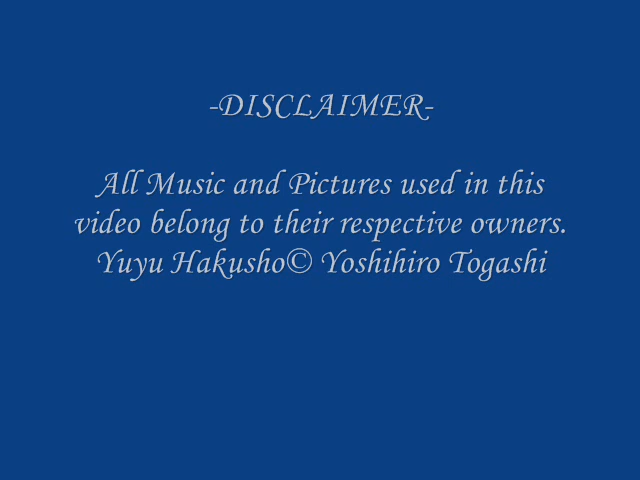 -DISCLAIMER-
All Music and Pictures used in this
video belong to their respective owners.
Yuyu Hakusho© Yoshihiro Togashi